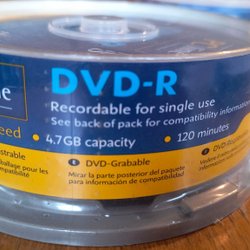 DVD-R
Recordable for single use
See back of pack for compatibility information
4.7GB capacity • 120 minutes
DVD-Grabable
Mirar la parte posterior del paquete
para información de compatibilidad